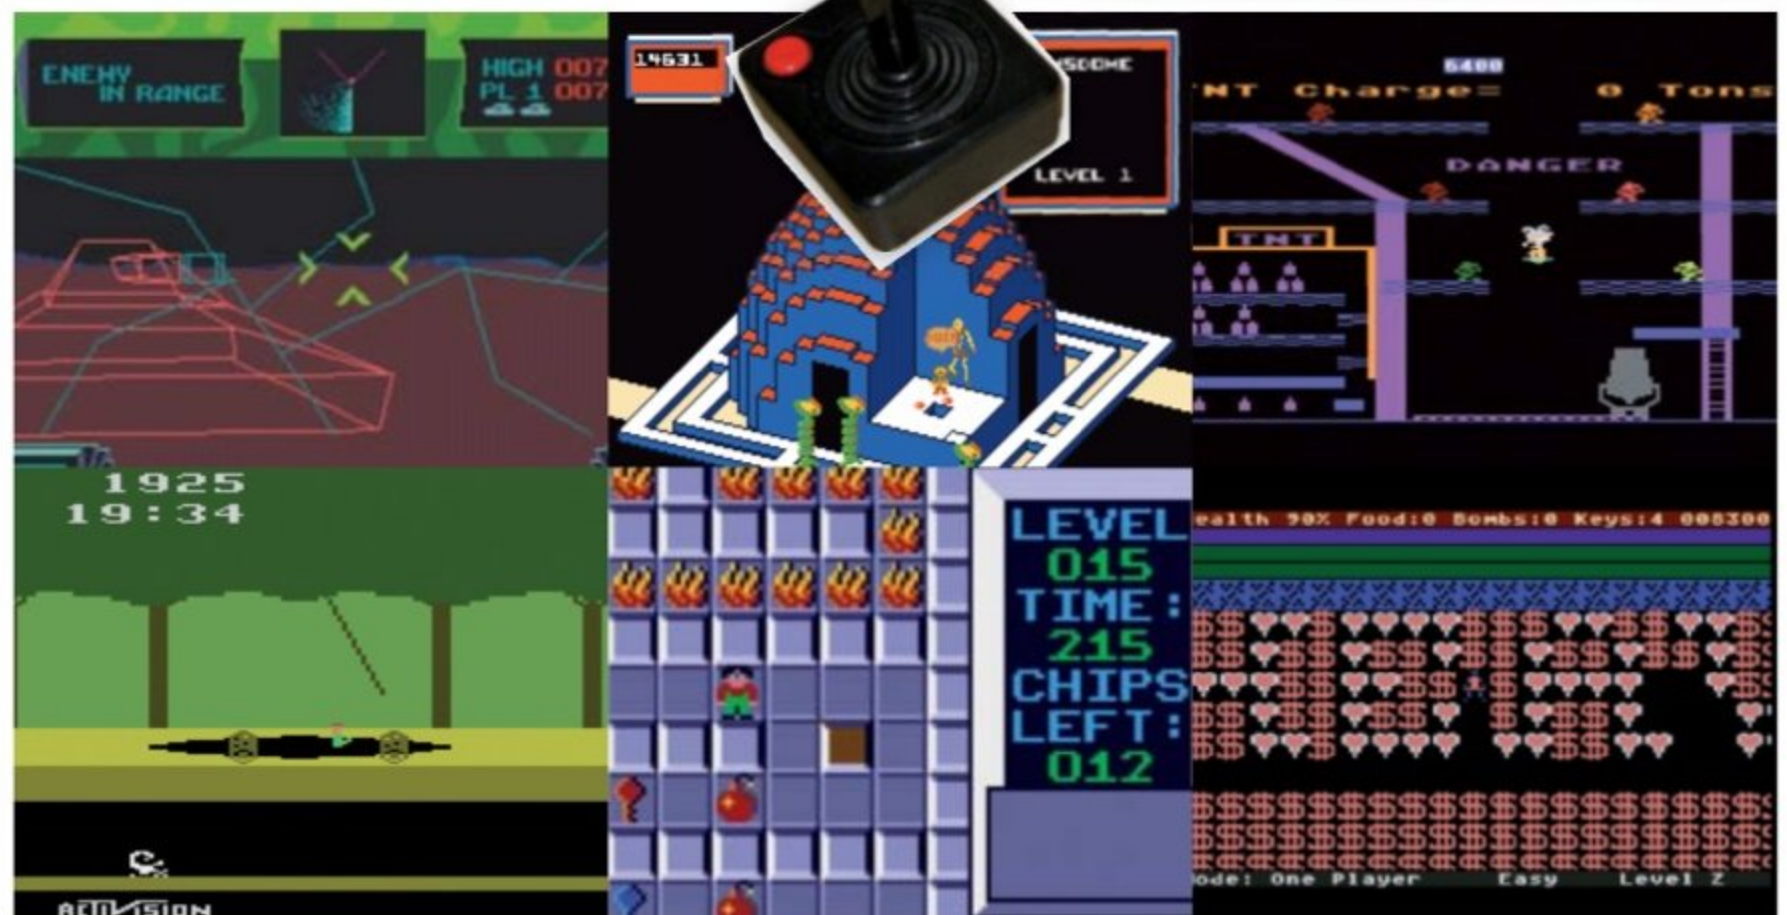 ENEMY
IN RANGE
HIGH 007
PL 1 007
14631
LEVEL 1
6400
NT Charge=
0 Tons
DANGER
TNT
1925
19:34
ACTIVISION
LEVEL
015
TIME:
215
CHIPS
LEFT:
012
ealth 90% Food:0 Bombs:0 Keys:4 008300
ode: One Player
Easy
Level Z